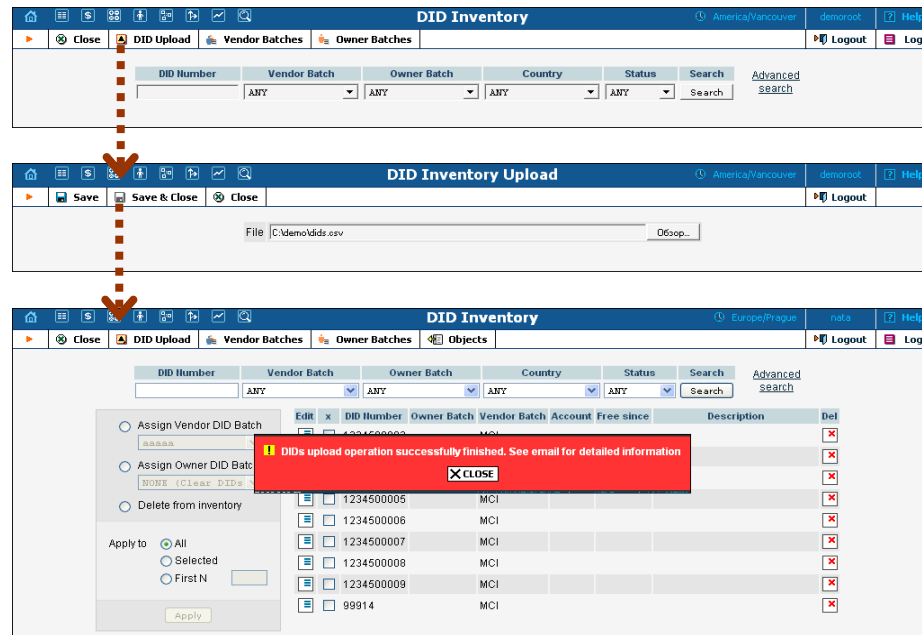 DID Inventory America/Vancouver demoroot ? Help
Close DID Upload Vendor Batches Owner Batches Logout Log
DID Number Vendor Batch Owner Batch Country Status Search Advanced search
ANY ANY ANY ANY Search
DID Inventory Upload America/Vancouver demoroot ? Help
Save Save & Close Close Logout
File C:\demo\dids.csv Обзор...
DID Inventory Europe/Prague nata ? Help
Close DID Upload Vendor Batches Owner Batches Objects Logout Log
DID Number Vendor Batch Owner Batch Country Status Search Advanced search
ANY ANY ANY ANY Search
Edit x DID Number Owner Batch Vendor Batch Account Free since Description Del
Assign Vendor DID Batch
aaaaa
Assign Owner DID Batc
NONE (Clear DIDs
Delete from inventory
Apply to All
Selected
First N
Apply
! DIDs upload operation successfully finished. See email for detailed information
X CLOSE
1234500005 MCI
1234500006 MCI
1234500007 MCI
1234500008 MCI
1234500009 MCI
99914 MCI